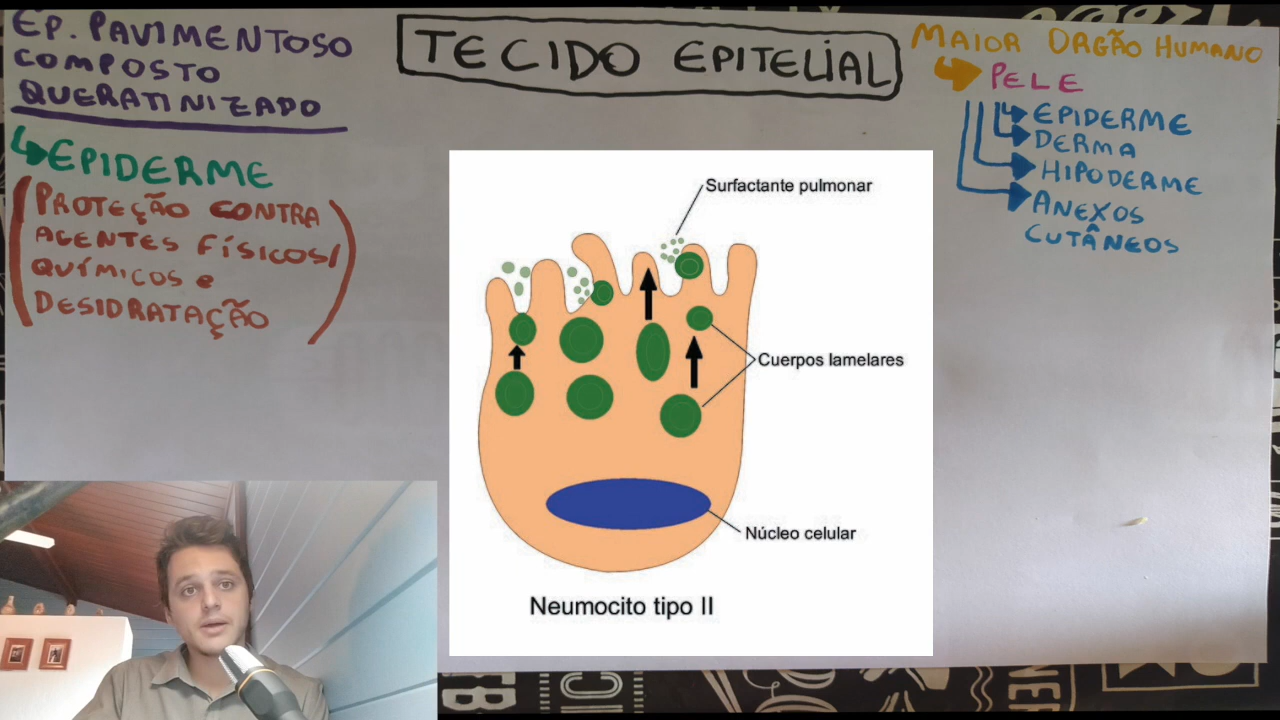 EP. PAVIMENTOSO
COMPOSTO
QUERATINIZADO
EPIDERME
(PROTEÇÃO CONTRA
AGENTES FÍSICOS/
QUÍMICOS e
DESIDRATAÇÃO)
TECIDO EPITELIAL
MAIOR ORGÃO HUMANO
PELE
EPIDERME
DERMA
HIPODERME
ANEXOS
CUTÂNEOS
Surfactante pulmonar
Cuerpos lamelares
Núcleo celular
Neumocito tipo II